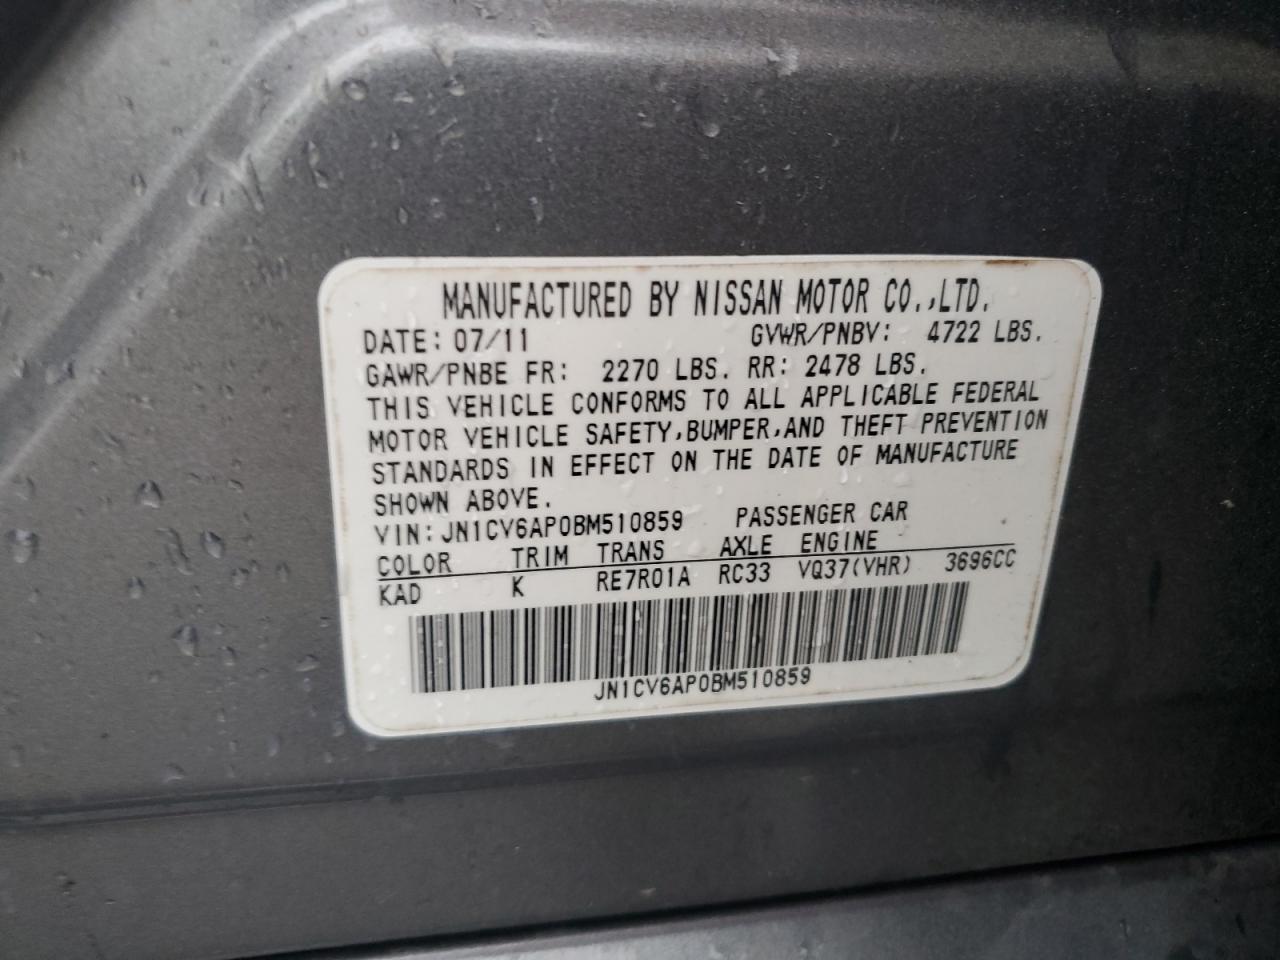 MANUFACTURED BY NISSAN MOTOR CO.,LTD.
DATE: 07/11 GVWR/PNBV: 4722 LBS.
GAWR/PNBE FR: 2270 LBS. RR: 2478 LBS.
THIS VEHICLE CONFORMS TO ALL APPLICABLE FEDERAL
MOTOR VEHICLE SAFETY,BUMPER,AND THEFT PREVENTION
STANDARDS IN EFFECT ON THE DATE OF MANUFACTURE
SHOWN ABOVE.
VIN: JN1CV6AP0BM510859 PASSENGER CAR
COLOR TRIM TRANS AXLE ENGINE
KAD K RE7R01A RC33 VQ37(VHR) 3696CC
JN1CV6AP0BM510859